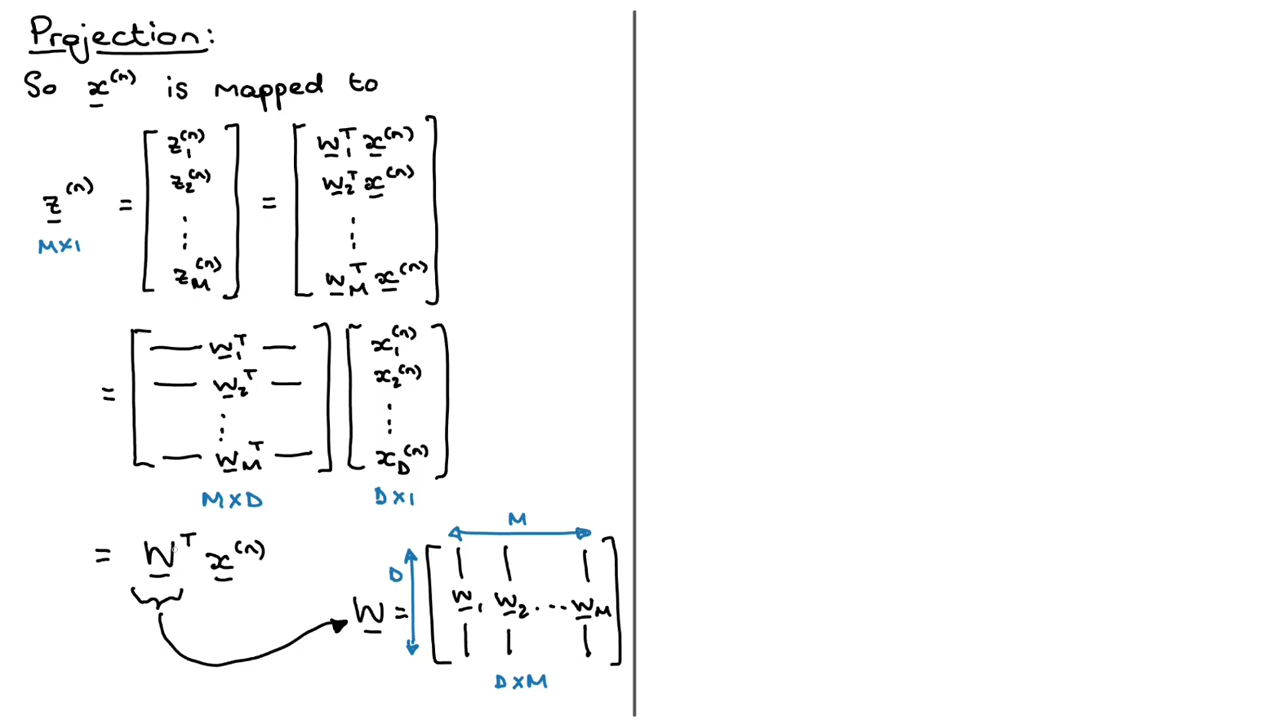 Projection:
So x^(n) is mapped to
z^(n) = [ z_1^(n) z_2^(n) ⋮ z_M^(n) ] = [ w_1^T x^(n) w_2^T x^(n) ⋮ w_M^T x^(n) ]
M×1
= [ — w_1^T — — w_2^T — ⋮ — w_M^T — ] [ x_1^(n) x_2^(n) ⋮ x_D^(n) ]
M×D D×1
= W^T x^(n)
M
D
W = [ w_1 w_2 ... w_M ]
D×M